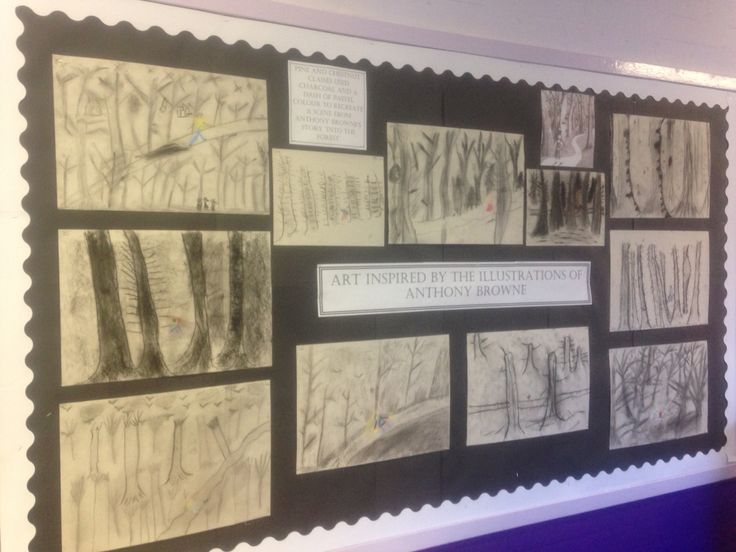 PINE AND CHESTNUT
CLASSES USED
CHARCOAL AND A
DASH OF PASTEL
COLOUR TO RECREATE
A SCENE FROM
ANTHONY BROWNE'S
STORY 'INTO THE
FOREST'
ART INSPIRED BY THE ILLUSTRATIONS OF
ANTHONY BROWNE